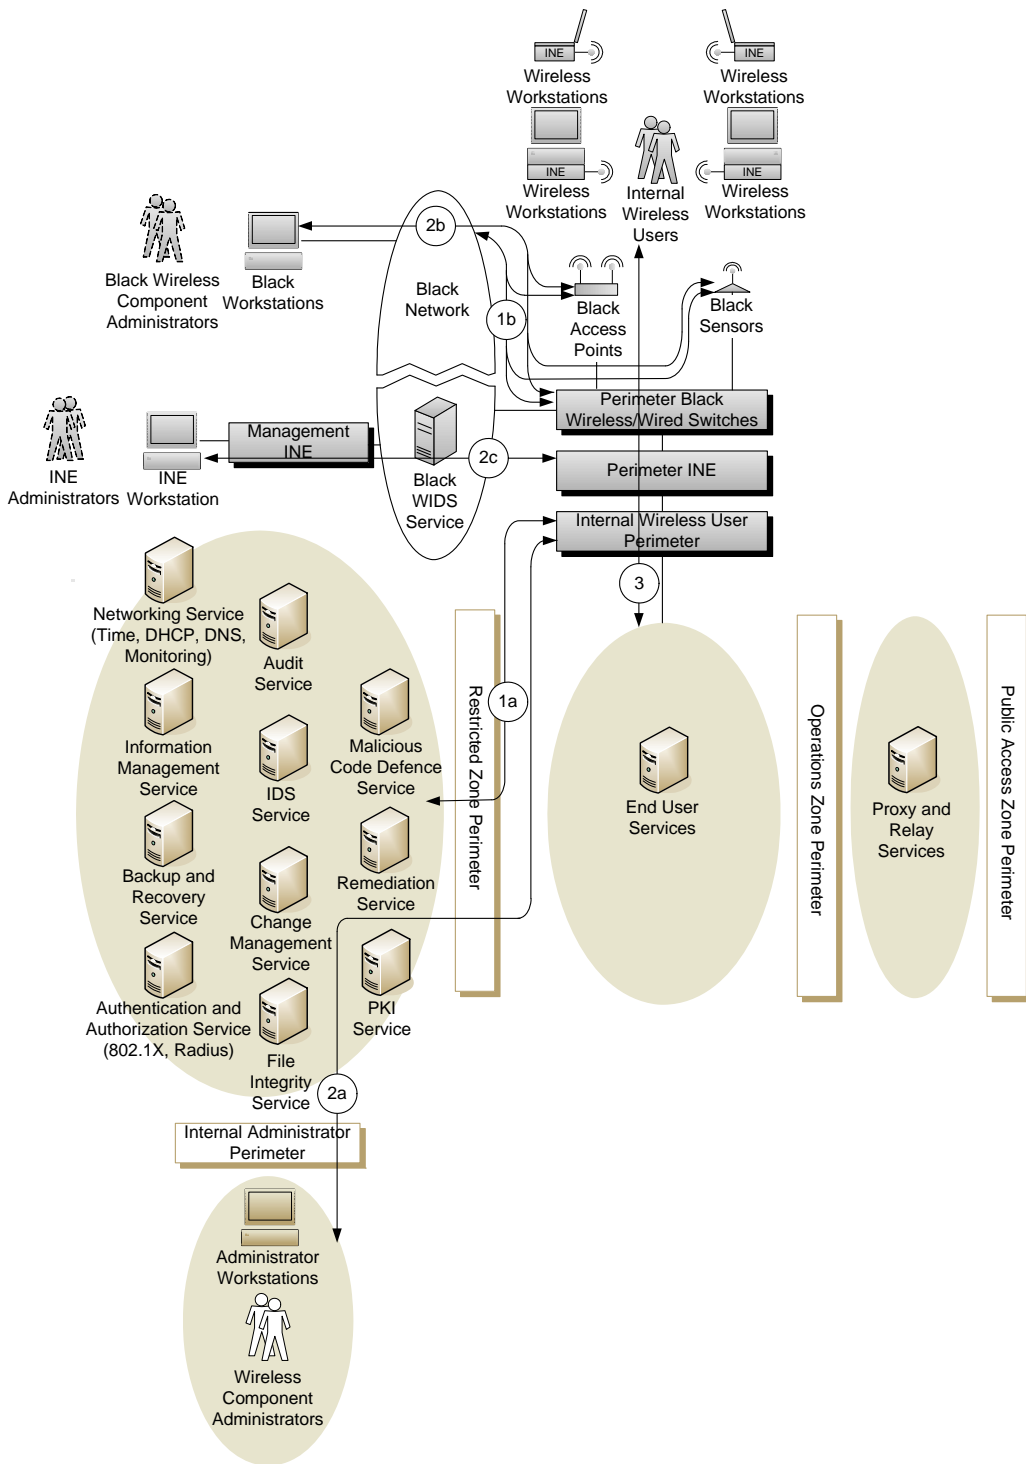 INE
INE
Wireless
Workstations
Wireless
Workstations
INE
INE
Wireless
Workstations
Internal
Wireless
Users
Wireless
Workstations
2b
Black Wireless
Component
Administrators
Black
Workstations
Black
Network
1b
Black
Access
Points
Black
Sensors
Perimeter Black
Wireless/Wired Switches
Management
INE
INE
Administrators
INE
Workstation
Black
WIDS
Service
2c
Perimeter INE
Internal Wireless User
Perimeter
3
Networking Service
(Time, DHCP, DNS,
Monitoring)
Audit
Service
Information
Management
Service
IDS
Service
Malicious
Code Defence
Service
1a
Restricted Zone Perimeter
End User
Services
Operations Zone Perimeter
Proxy and
Relay
Services
Public Access Zone Perimeter
Backup and
Recovery
Service
Change
Management
Service
Remediation
Service
Authentication and
Authorization Service
(802.1X, Radius)
File
Integrity
Service
PKI
Service
2a
Internal Administrator
Perimeter
Administrator
Workstations
Wireless
Component
Administrators